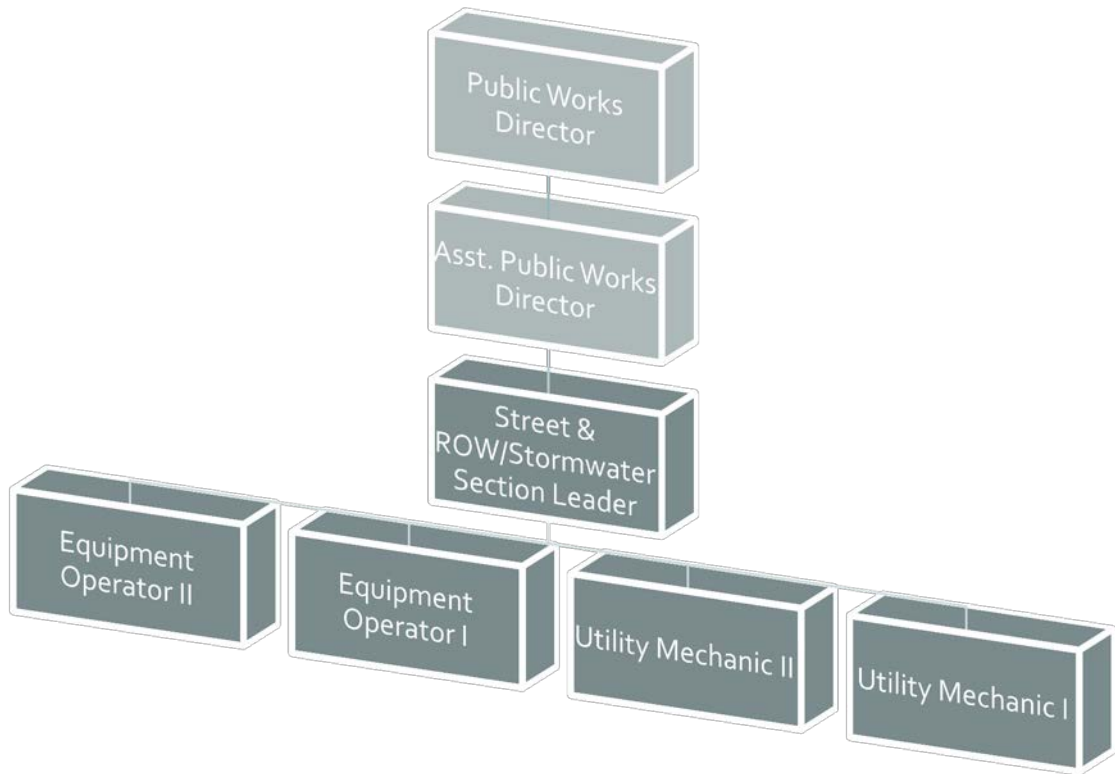 Public Works
Director
Asst. Public Works
Director
Street &
ROW/Stormwater
Section Leader
Equipment
Operator II
Equipment
Operator I
Utility Mechanic II
Utility Mechanic I